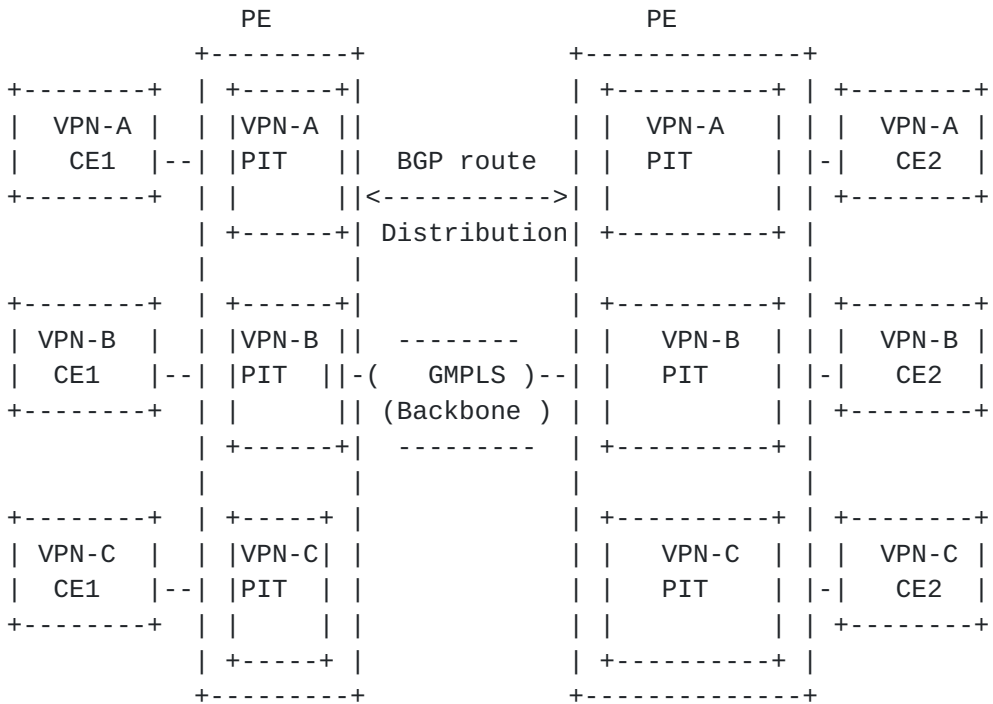 PE PE
VPN-A VPN-A VPN-A VPN-A
CE1 PIT BGP route PIT CE2
Distribution
VPN-B VPN-B VPN-B VPN-B
CE1 PIT GMPLS PIT CE2
(Backbone )
VPN-C VPN-C VPN-C VPN-C
CE1 PIT PIT CE2